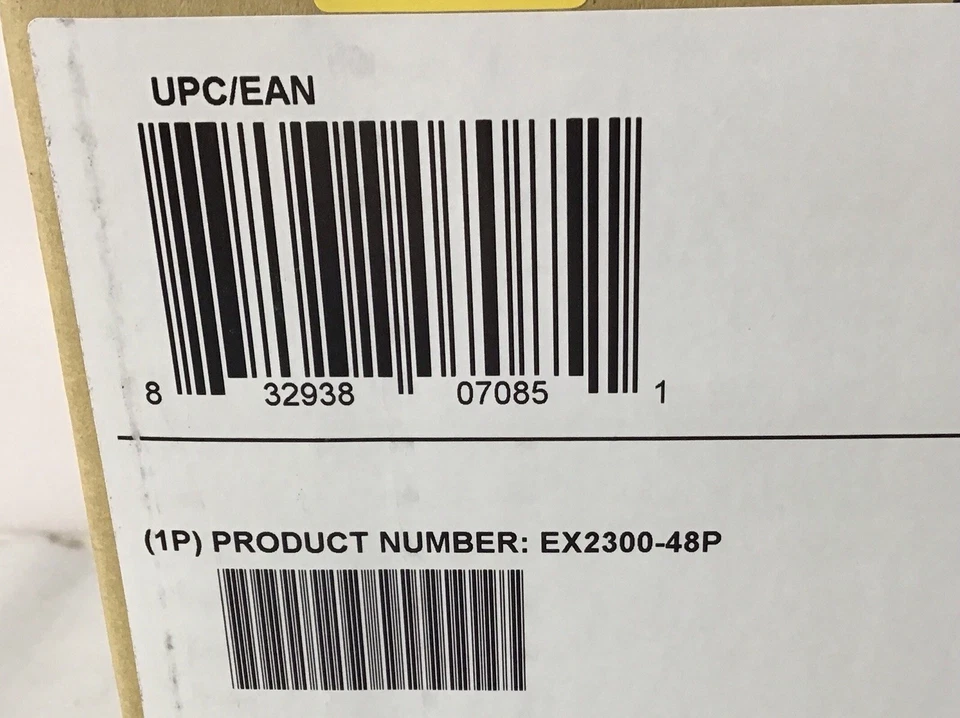 UPC/EAN
8 32938 07085 1
(1P) PRODUCT NUMBER: EX2300-48P